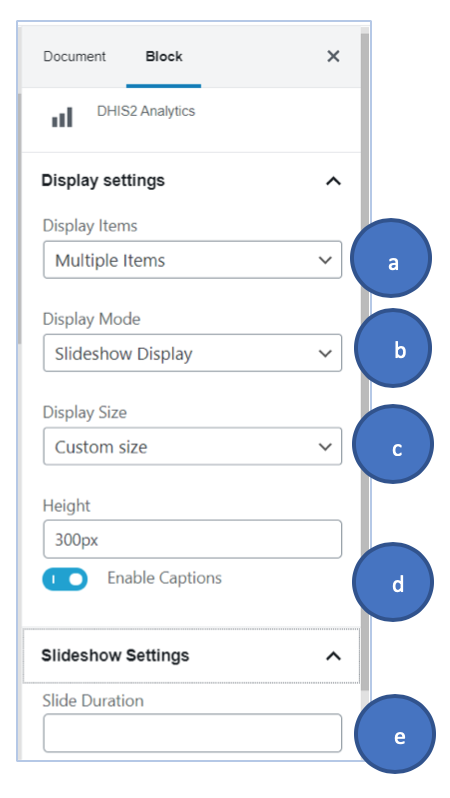 Document Block
DHIS2 Analytics
Display settings
Display Items
Multiple Items
a
Display Mode
Slideshow Display
b
Display Size
Custom size
c
Height
300px
Enable Captions
d
Slideshow Settings
Slide Duration
e